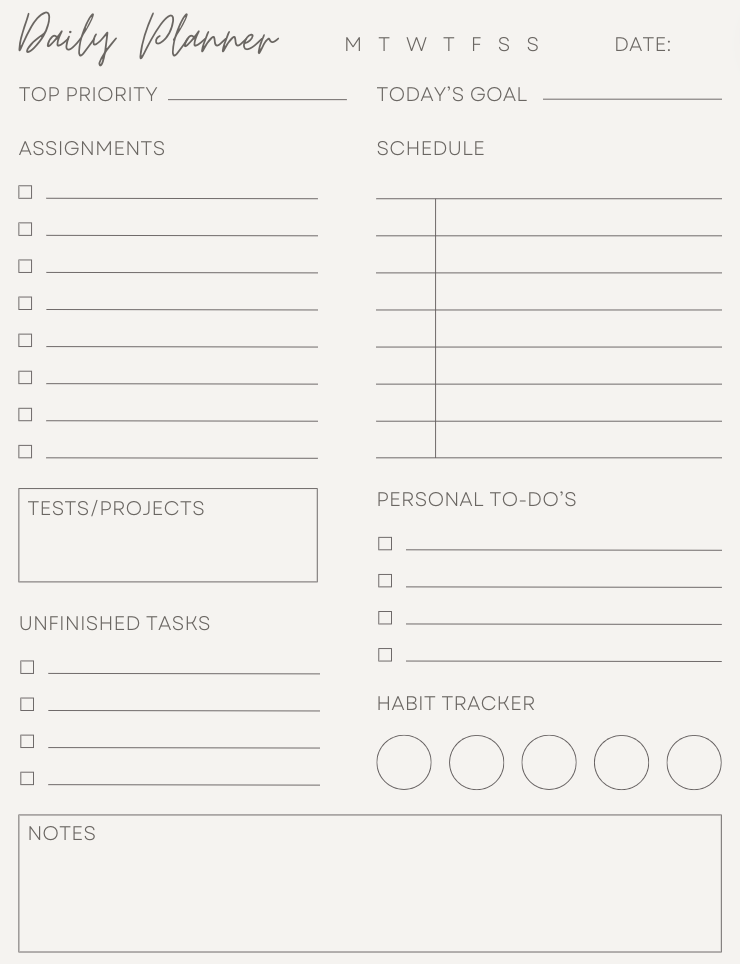 Daily Planner M T W T F S S DATE:
TOP PRIORITY
TODAY’S GOAL
ASSIGNMENTS
SCHEDULE
TESTS/PROJECTS
PERSONAL TO-DO’S
UNFINISHED TASKS
HABIT TRACKER
NOTES